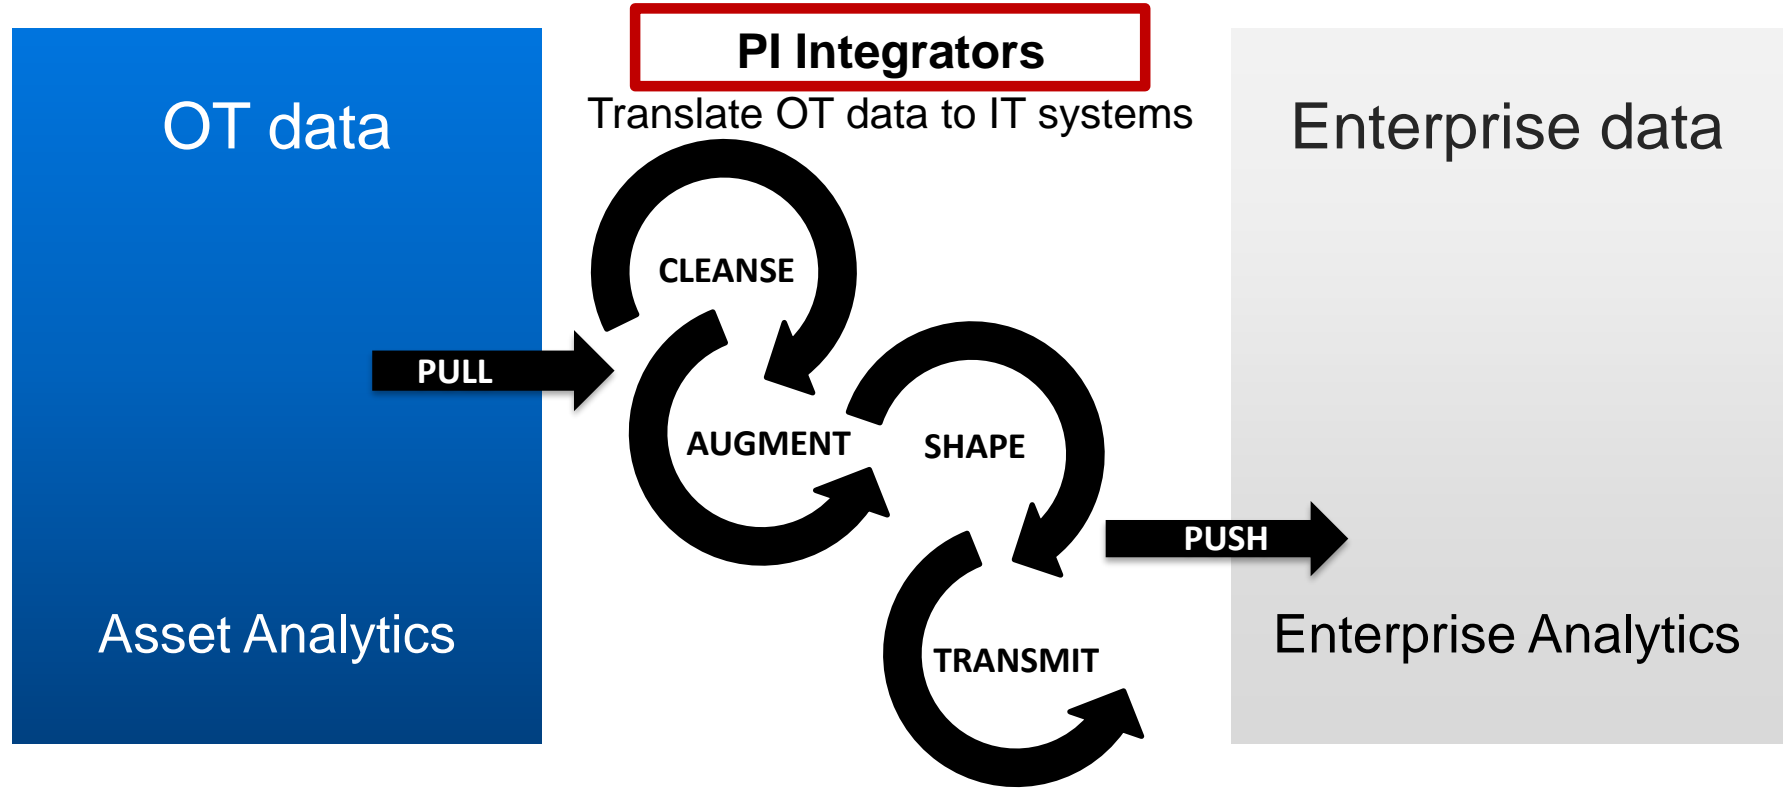 PI Integrators
Translate OT data to IT systems
OT data
Enterprise data
CLEANSE
PULL
AUGMENT
SHAPE
PUSH
Asset Analytics
Enterprise Analytics
TRANSMIT